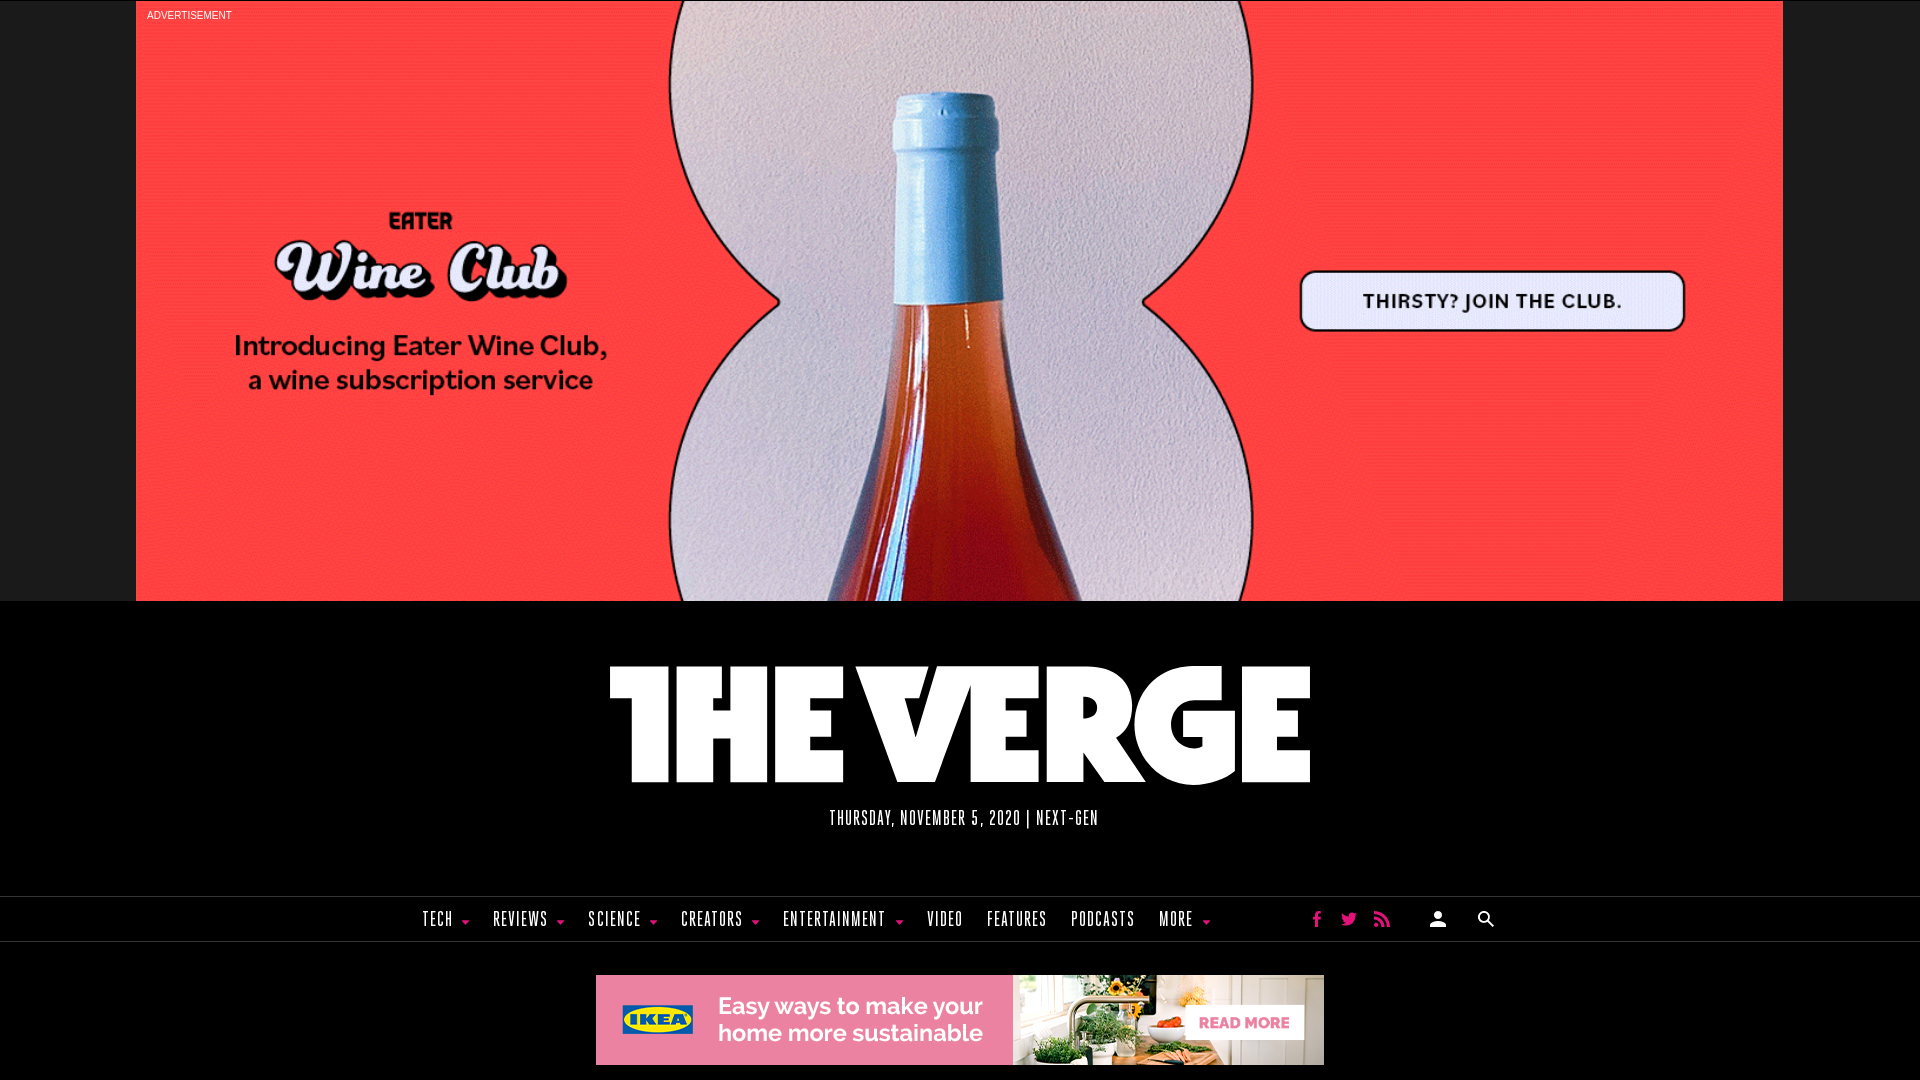 ADVERTISEMENT
EATER
Wine Club
Introducing Eater Wine Club,
a wine subscription service
THIRSTY? JOIN THE CLUB.
THE VERGE
THURSDAY, NOVEMBER 5, 2020 | NEXT-GEN
TECH REVIEWS SCIENCE CREATORS ENTERTAINMENT VIDEO FEATURES PODCASTS MORE
IKEA
Easy ways to make your
home more sustainable
READ MORE